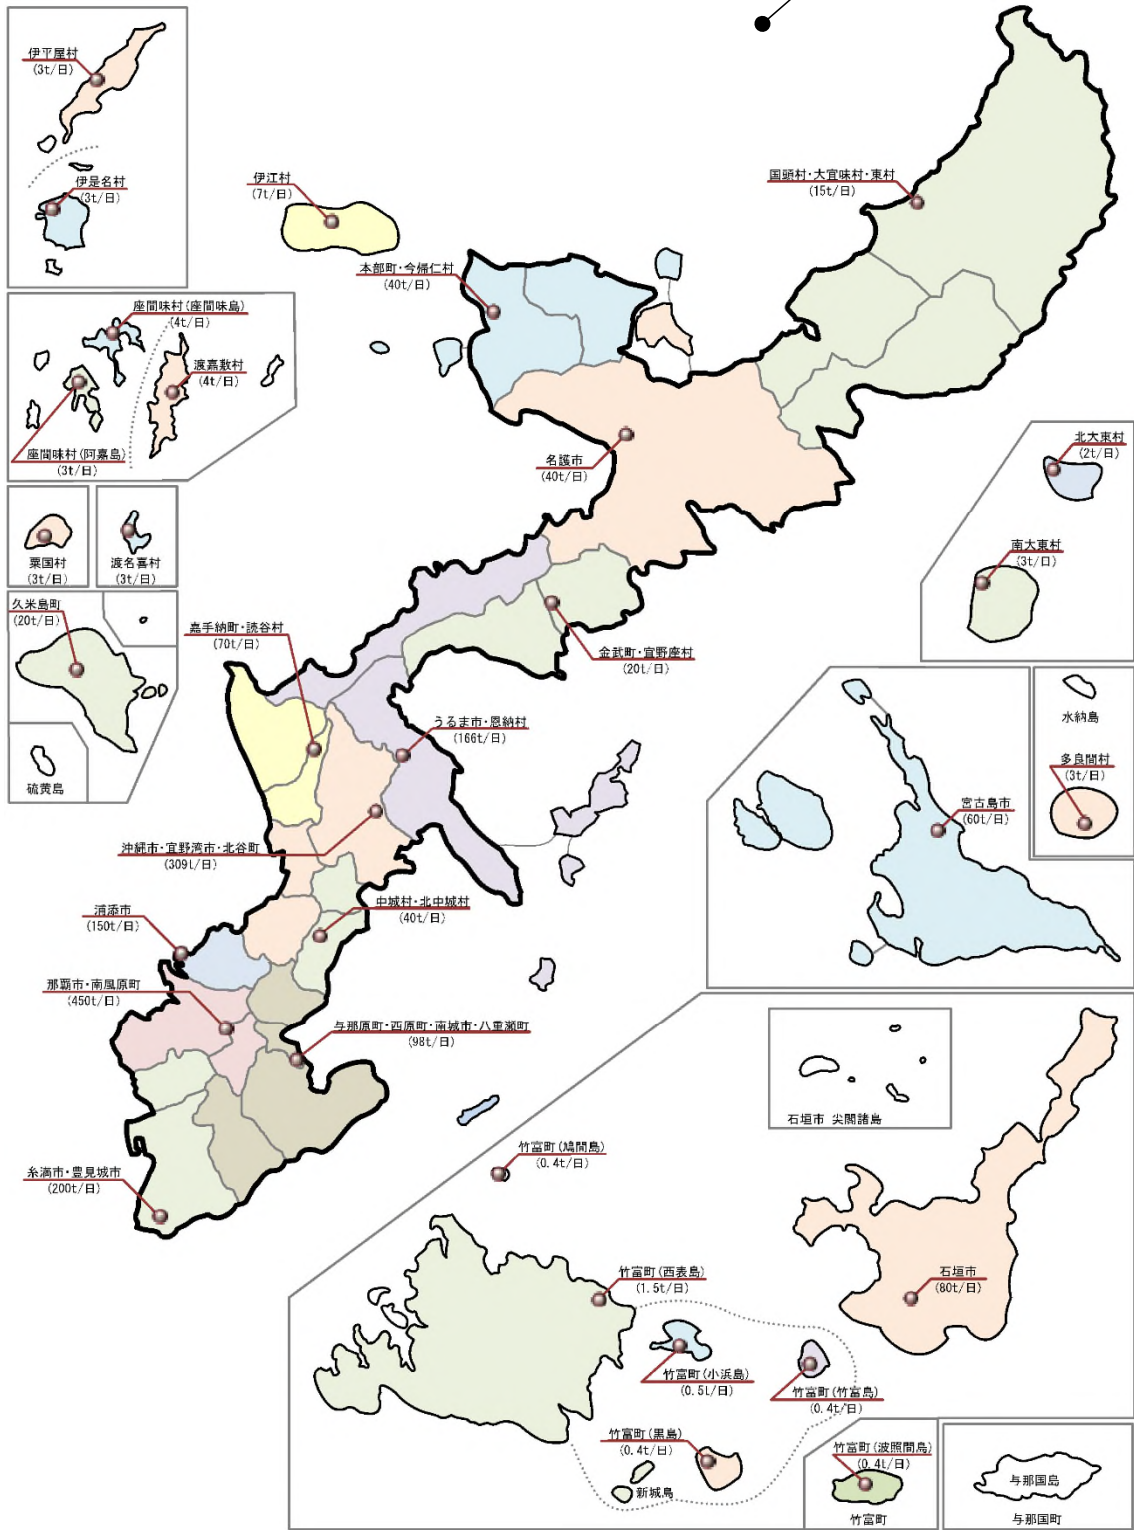 伊平屋村
(3t/日)
伊是名村
(3t/日)
伊江村
(7t/日)
国頭村・大宜味村・東村
(15t/日)
本部町・今帰仁村
(40t/日)
座間味村(座間味島)
(4t/日)
渡嘉敷村
(4t/日)
座間味村(阿嘉島)
(3t/日)
名護市
(40t/日)
北大東村
(2t/日)
南大東村
(3t/日)
粟国村
(3t/日)
渡名喜村
(3t/日)
久米島町
(20t/日)
硫黄島
嘉手納町・読谷村
(70t/日)
金武町・宜野座村
(20t/日)
うるま市・恩納村
(166t/日)
水納島
多良間村
(3t/日)
宮古島市
(60t/日)
沖縄市・宜野湾市・北谷町
(309t/日)
中城村・北中城村
(40t/日)
浦添市
(150t/日)
那覇市・南風原町
(450t/日)
与那原町・西原町・南城市・八重瀬町
(98t/日)
糸満市・豊見城市
(200t/日)
石垣市 尖閣諸島
竹富町(鳩間島)
(0.4t/日)
竹富町(西表島)
(1.5t/日)
石垣市
(80t/日)
竹富町(小浜島)
(0.5t/日)
竹富町(竹富島)
(0.4t/日)
竹富町(黒島)
(0.4t/日)
新城島
竹富町(波照間島)
(0.4t/日)
竹富町
与那国島
与那国町